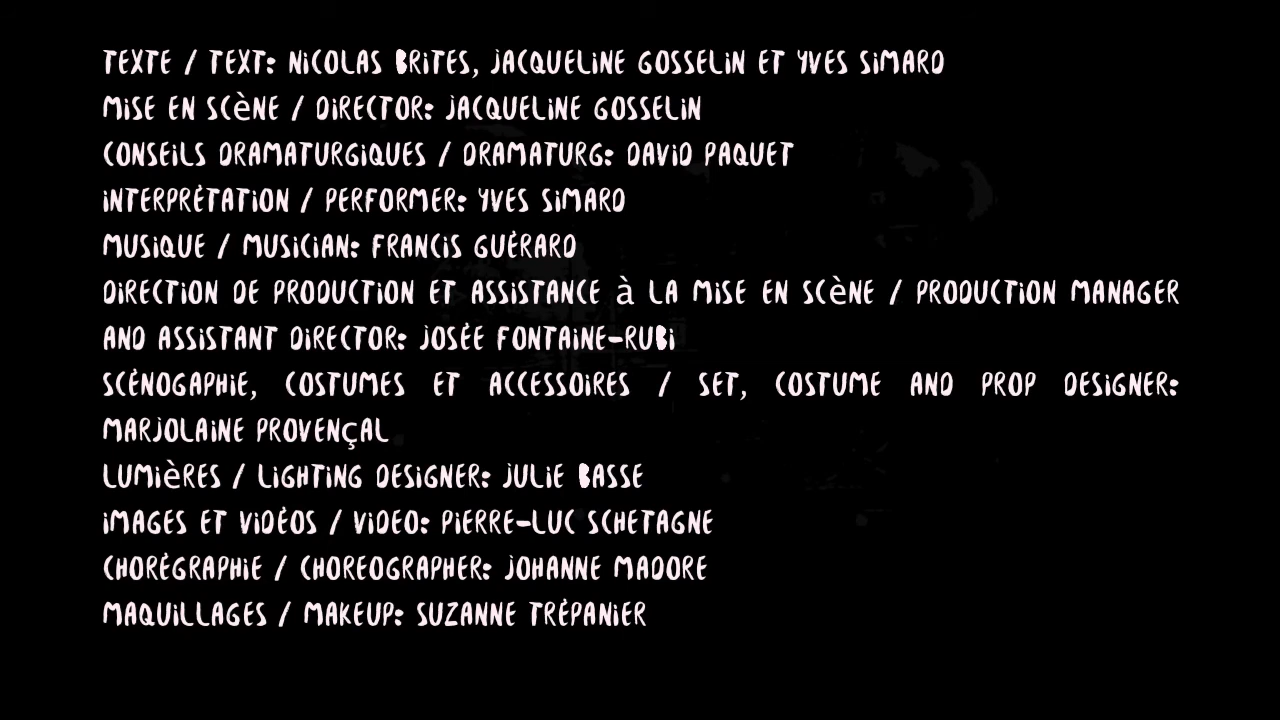 TEXTE / TEXT: NICOLAS BRITES, JACQUELINE GOSSELIN ET YVES SIMARD
MISE EN SCÈNE / DIRECTOR: JACQUELINE GOSSELIN
CONSEILS DRAMATURGIQUES / DRAMATURG: DAVID PAQUET
INTERPRÉTATION / PERFORMER: YVES SIMARD
MUSIQUE / MUSICIAN: FRANCIS GUÉRARD
DIRECTION DE PRODUCTION ET ASSISTANCE à LA MISE EN SCÈNE / PRODUCTION MANAGER
AND ASSISTANT DIRECTOR: JOSÉE FONTAINE-RUBI
SCÉNOGAPHIE, COSTUMES ET ACCESSOIRES / SET, COSTUME AND PROP DESIGNER:
MARJOLAINE PROVENÇAL
LUMIÈRES / LIGHTING DESIGNER: JULIE BASSE
IMAGES ET VIDÉOS / VIDEO: PIERRE-LUC SCHETAGNE
CHORÉGRAPHIE / CHOREOGRAPHER: JOHANNE MADORE
MAQUILLAGES / MAKEUP: SUZANNE TRÉPANIER